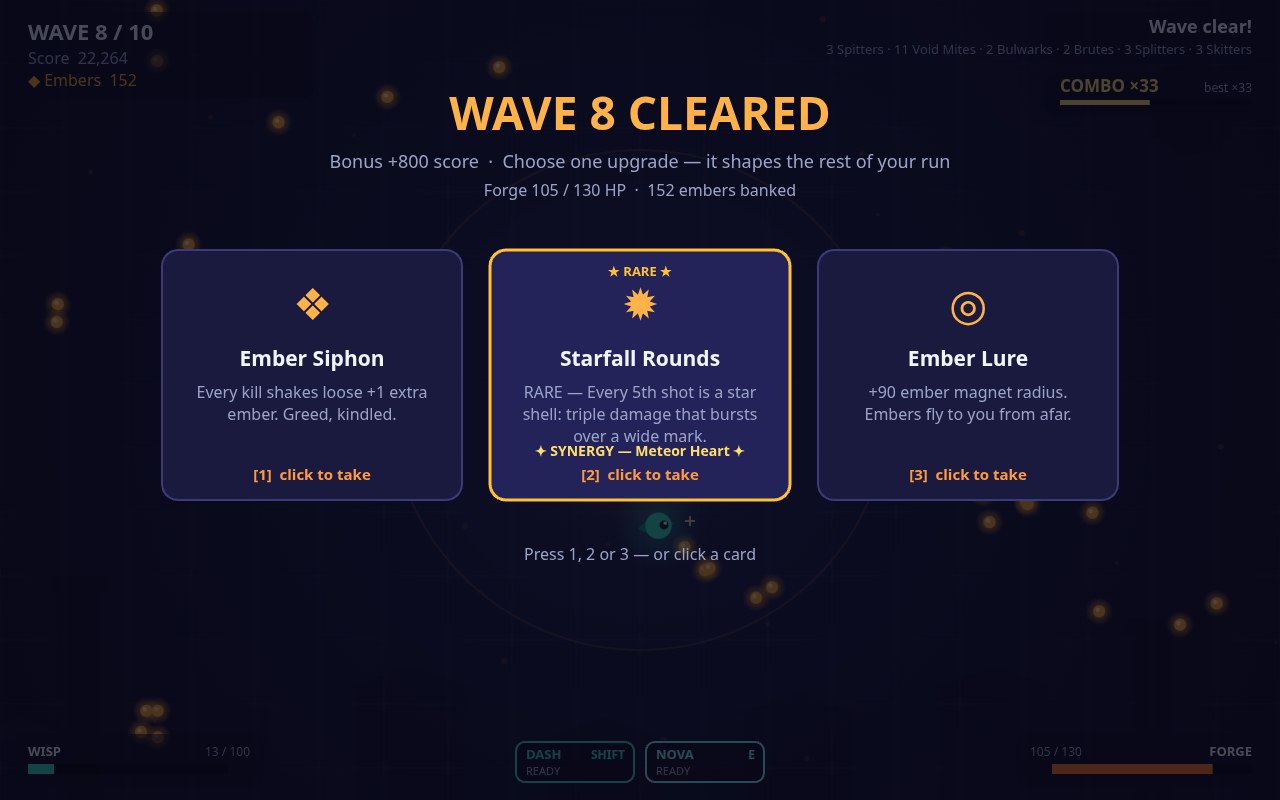 WAVE 8 / 10
Score 22,264
◆ Embers 152
Wave clear!
3 Spitters · 11 Void Mites · 2 Bulwarks · 2 Brutes · 3 Splitters · 3 Skitters
COMBO ×33
best ×33
WAVE 8 CLEARED
Bonus +800 score · Choose one upgrade — it shapes the rest of your run
Forge 105 / 130 HP · 152 embers banked
Ember Siphon
Every kill shakes loose +1 extra
ember. Greed, kindled.
[1] click to take
★ RARE ★
Starfall Rounds
RARE — Every 5th shot is a star
shell: triple damage that bursts
over a wide mark.
✦ SYNERGY — Meteor Heart ✦
[2] click to take
Ember Lure
+90 ember magnet radius.
Embers fly to you from afar.
[3] click to take
Press 1, 2 or 3 — or click a card
WISP
13 / 100
DASH SHIFT
READY
NOVA E
READY
105 / 130
FORGE